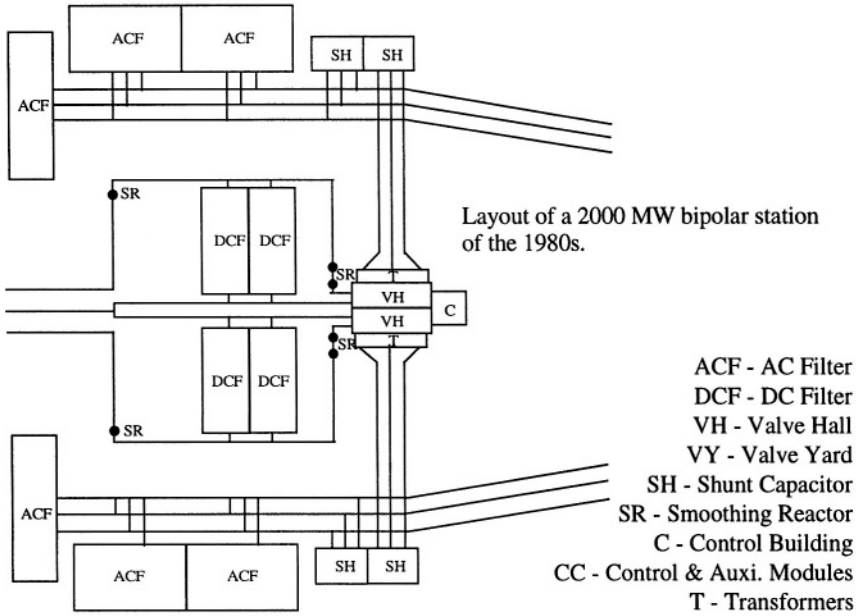 ACF
ACF
SH
SH
ACF
SR
Layout of a 2000 MW bipolar station
of the 1980s.
DCF
DCF
SR
T
VH
C
VH
T
SR
DCF
DCF
SR
ACF
ACF
ACF
SH
SH
ACF - AC Filter
DCF - DC Filter
VH - Valve Hall
VY - Valve Yard
SH - Shunt Capacitor
SR - Smoothing Reactor
C - Control Building
CC - Control & Auxi. Modules
T - Transformers